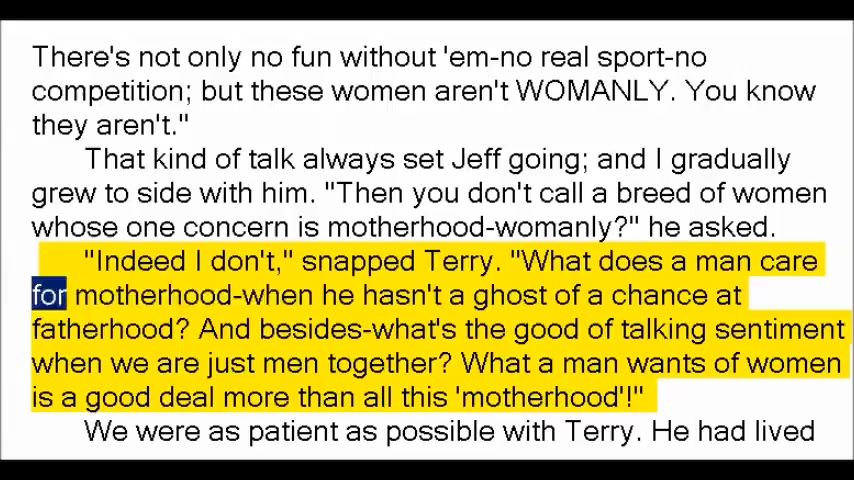 There's not only no fun without 'em-no real sport-no
competition; but these women aren't WOMANLY. You know
they aren't."
That kind of talk always set Jeff going; and I gradually
grew to side with him. "Then you don't call a breed of women
whose one concern is motherhood-womanly?" he asked.
"Indeed I don't," snapped Terry. "What does a man care
for motherhood-when he hasn't a ghost of a chance at
fatherhood? And besides-what's the good of talking sentiment
when we are just men together? What a man wants of women
is a good deal more than all this 'motherhood'!"
We were as patient as possible with Terry. He had lived